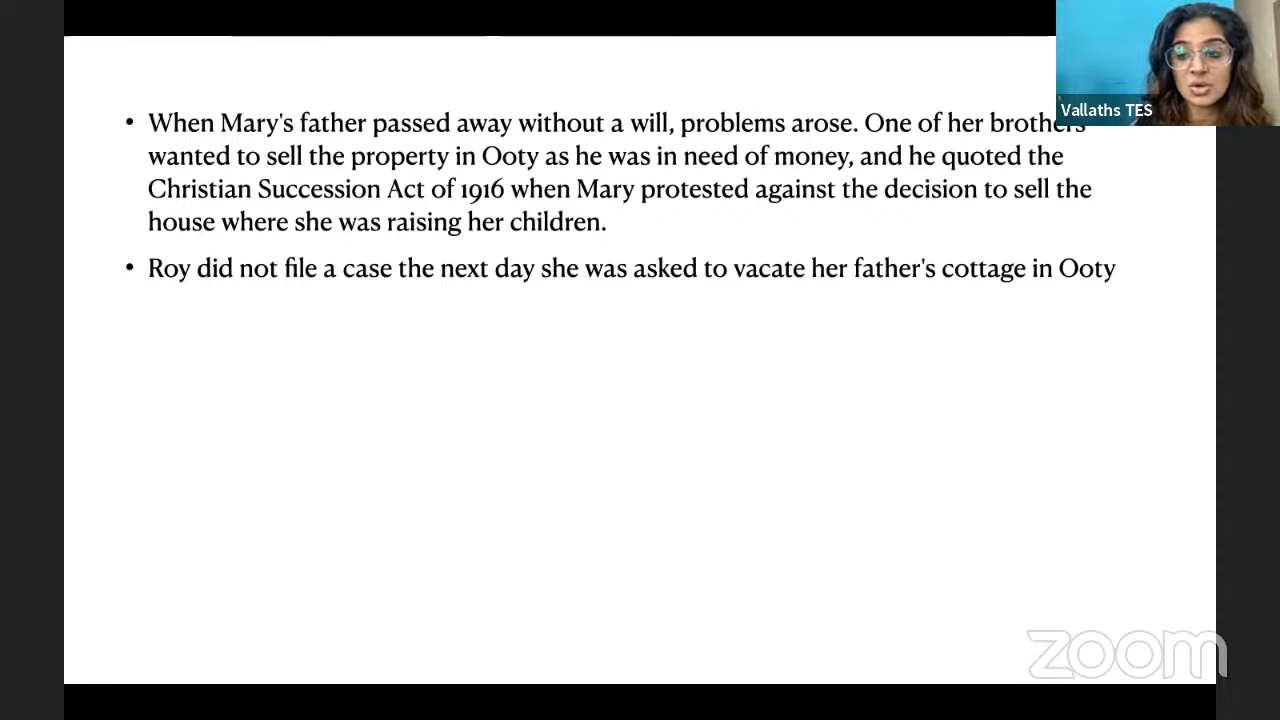 Vallaths TES
• When Mary's father passed away without a will, problems arose. One of her brothers
wanted to sell the property in Ooty as he was in need of money, and he quoted the
Christian Succession Act of 1916 when Mary protested against the decision to sell the
house where she was raising her children.
• Roy did not file a case the next day she was asked to vacate her father's cottage in Ooty
zoom